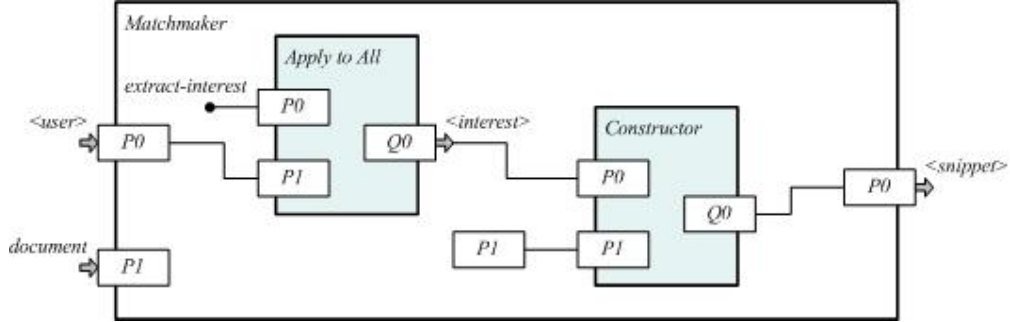 Matchmaker
Apply to All
extract-interest
P0
<user>
P0
Q0
<interest>
P1
Constructor
P0
P0
<snippet>
Q0
document
P1
P1
P1